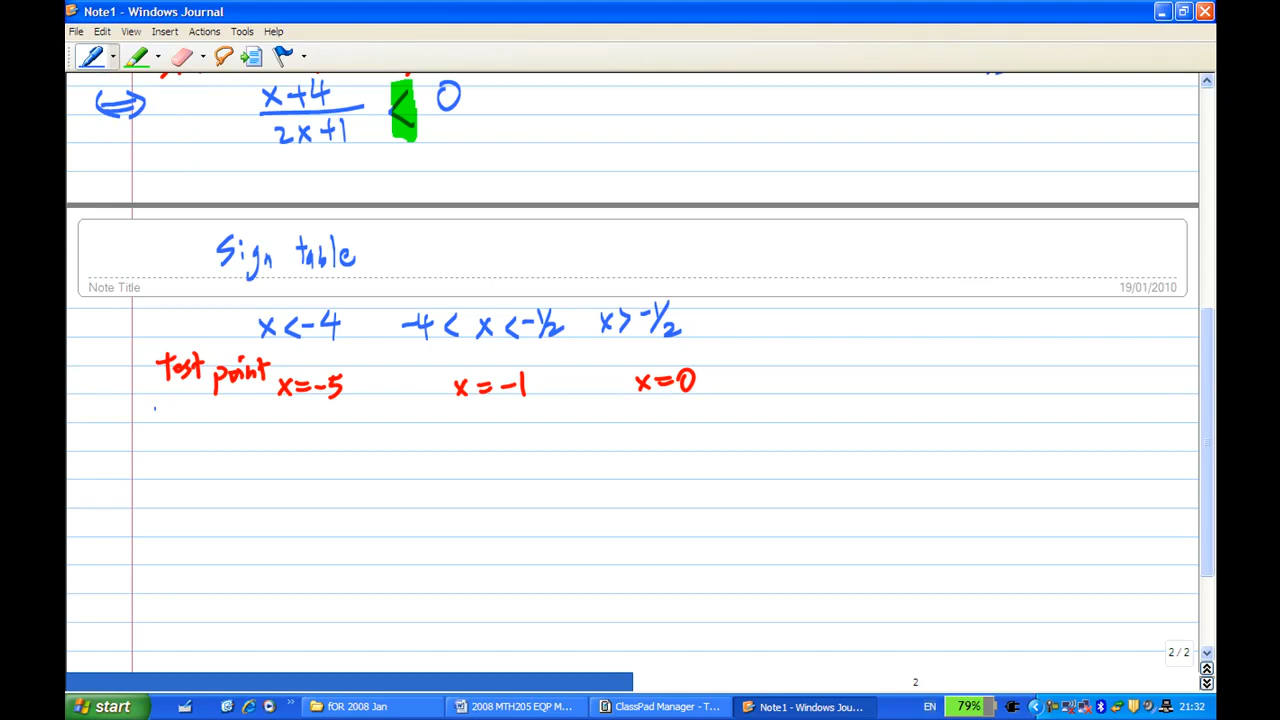 Note1 - Windows Journal
File Edit View Insert Actions Tools Help
⇔ x+4
< 0
2x+1
Sign table
Note Title 19/01/2010
x < -4 -4 < x < -1/2 x > -1/2
test point x = -5 x = -1 x = 0
2 / 2
2
start fOR 2008 Jan 2008 MTH205 EQP M... ClassPad Manager - T... Note1 - Windows Jou... EN 79% 21:32